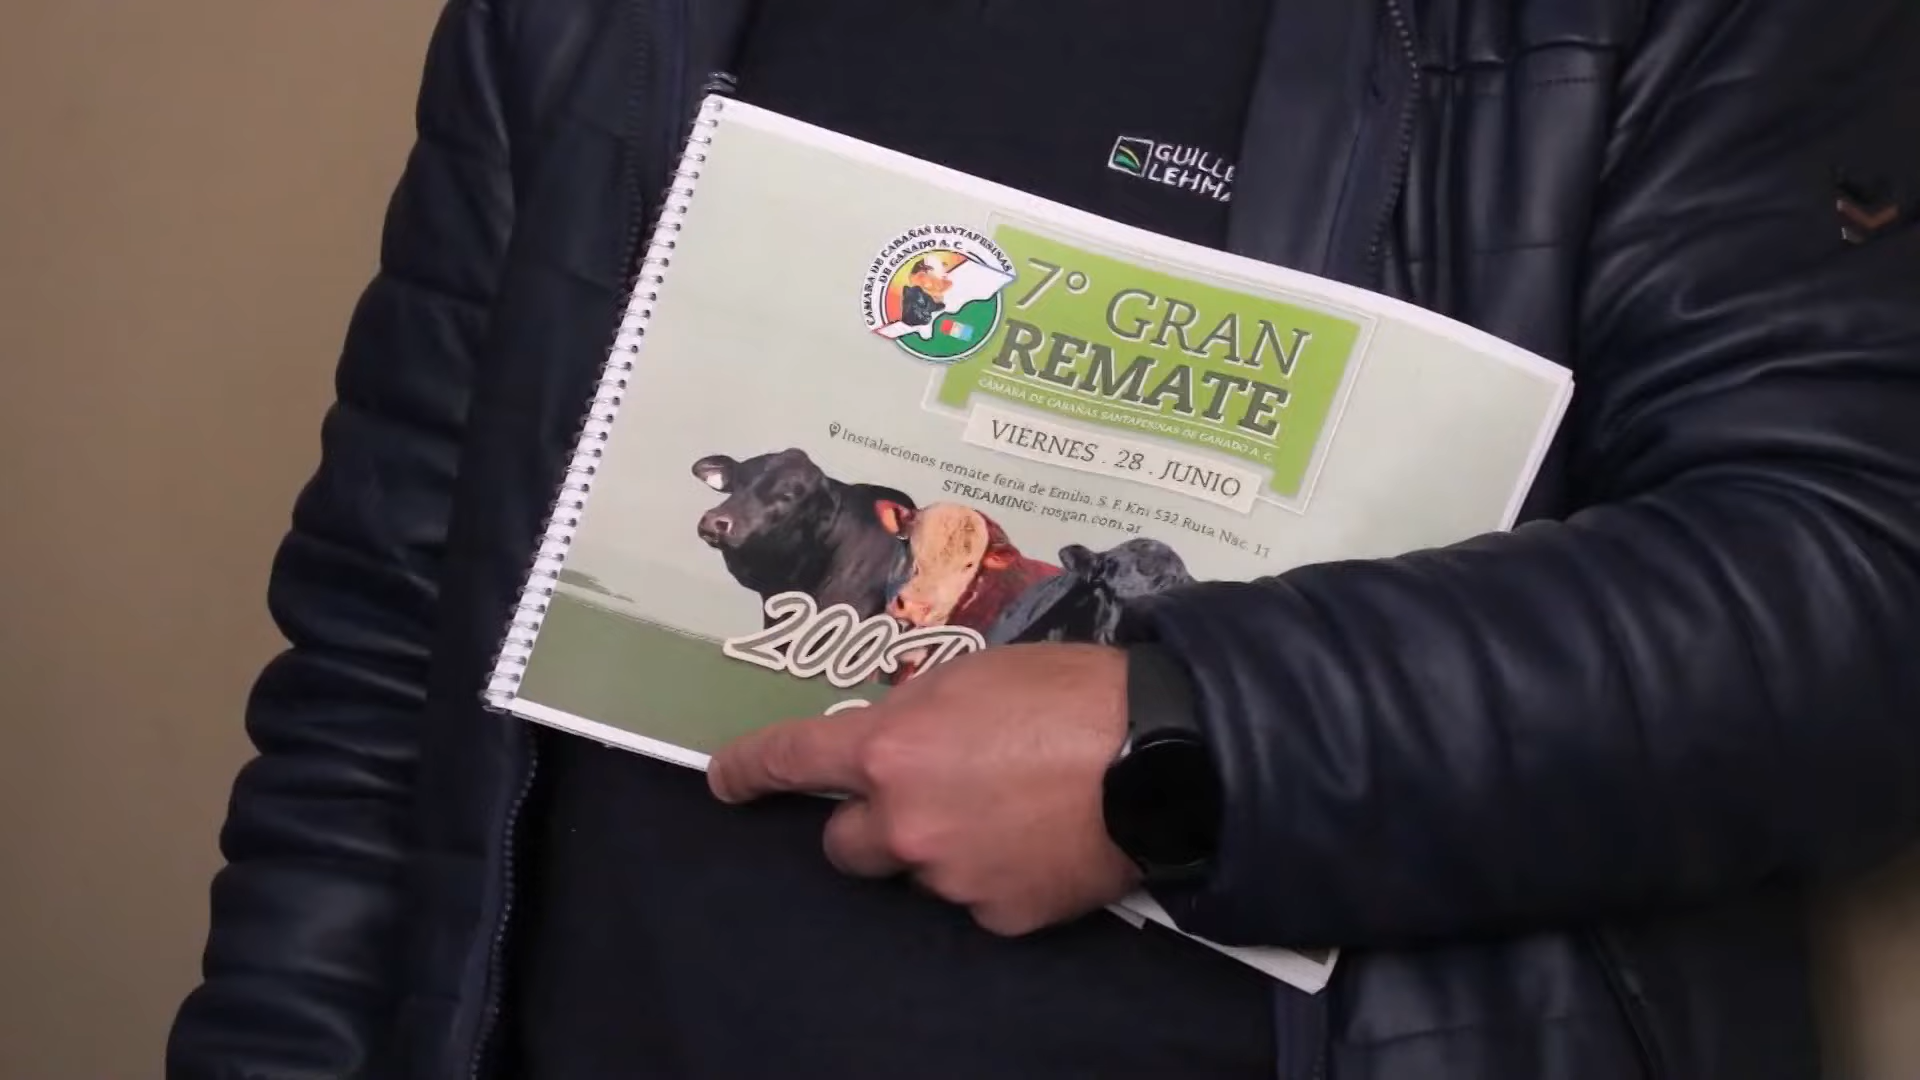 GUILLE
LEHMA
CAMARA DE CABAÑAS SANTAFESINAS
DE GANADO A. C.
7° GRAN
REMATE
CÁMARA DE CABAÑAS SANTAFESINAS DE GANADO A. C.
VIERNES . 28 . JUNIO
Instalaciones remate feria de Emilia, S. F. Km 532 Ruta Nac. 11
STREAMING: rosgan.com.ar
200